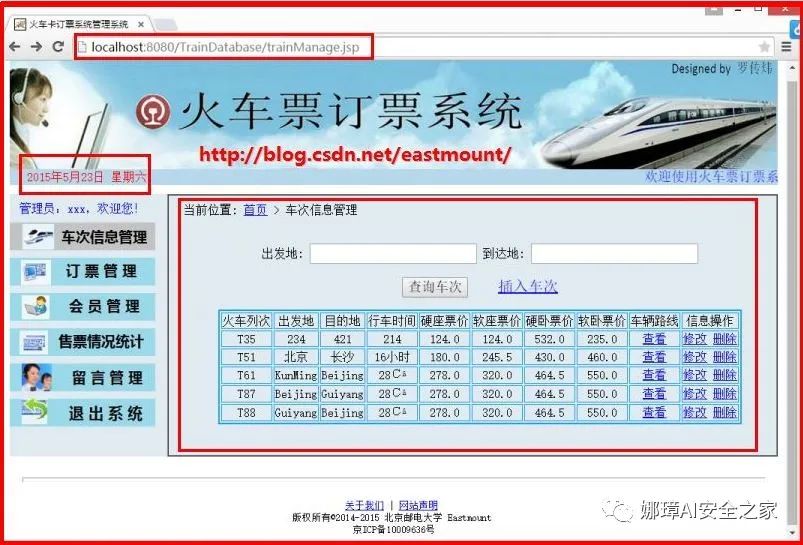 火车卡订票系统管理系统
localhost:8080/TrainDatabase/trainManage.jsp
Designed by 罗传炜
火车票订票系统
http://blog.csdn.net/eastmount/
2015年5月23日 星期六
欢迎使用火车票订票系
管理员: xxx, 欢迎您!
当前位置: 首页 > 车次信息管理
车次信息管理
订票管理
会员管理
售票情况统计
留言管理
退出系统
出发地: 到达地:
查询车次 插入车次
火车列次 出发地 目的地 行车时间 硬座票价 软座票价 硬卧票价 软卧票价 车辆路线 信息操作
T35 234 421 214 124.0 124.0 532.0 235.0 查看 修改 删除
T51 北京 长沙 16小时 180.0 245.5 430.0 460.0 查看 修改 删除
T61 KunMing Beijing 278.0 320.0 464.5 550.0 查看 修改 删除
T87 Beijing Guiyang 278.0 320.0 464.5 550.0 查看 修改 删除
T88 Guiyang Beijing 278.0 320.0 464.5 550.0 查看 修改 删除
关于我们 | 网站声明
版权所有©2014-2015 北京邮电大学 Eastmount
京ICP备10009636号
娜璋AI安全之家